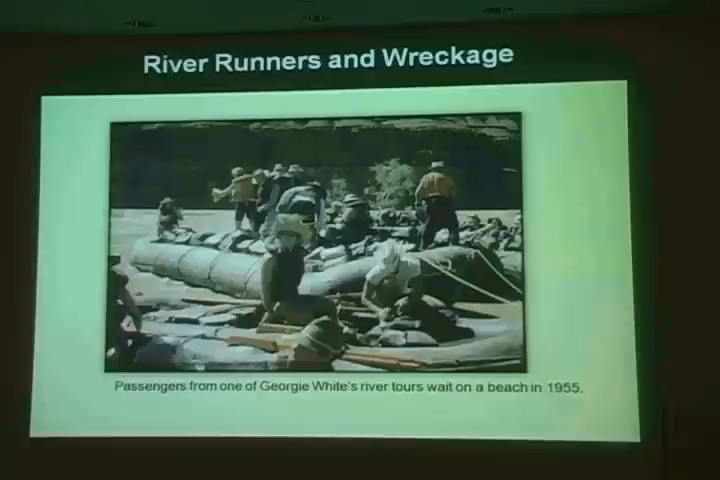 River Runners and Wreckage
Passengers from one of Georgie White's river tours wait on a beach in 1955.